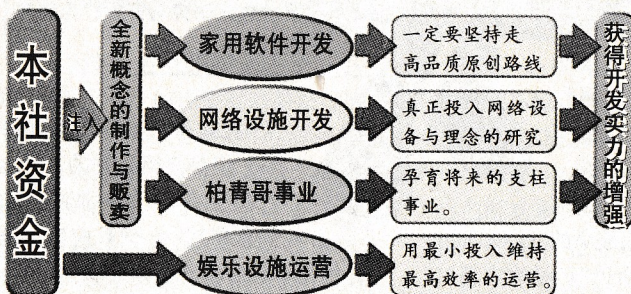 本社资金
注入
全新概念的制作与贩卖
家用软件开发
一定要坚持走
高品质原创路线
网络设施开发
真正投入网络设
备与理念的研究
柏青哥事业
孕育将来的支柱
事业。
获得开发实力的增强
娱乐设施运营
用最小投入维持
最高效率的运营。